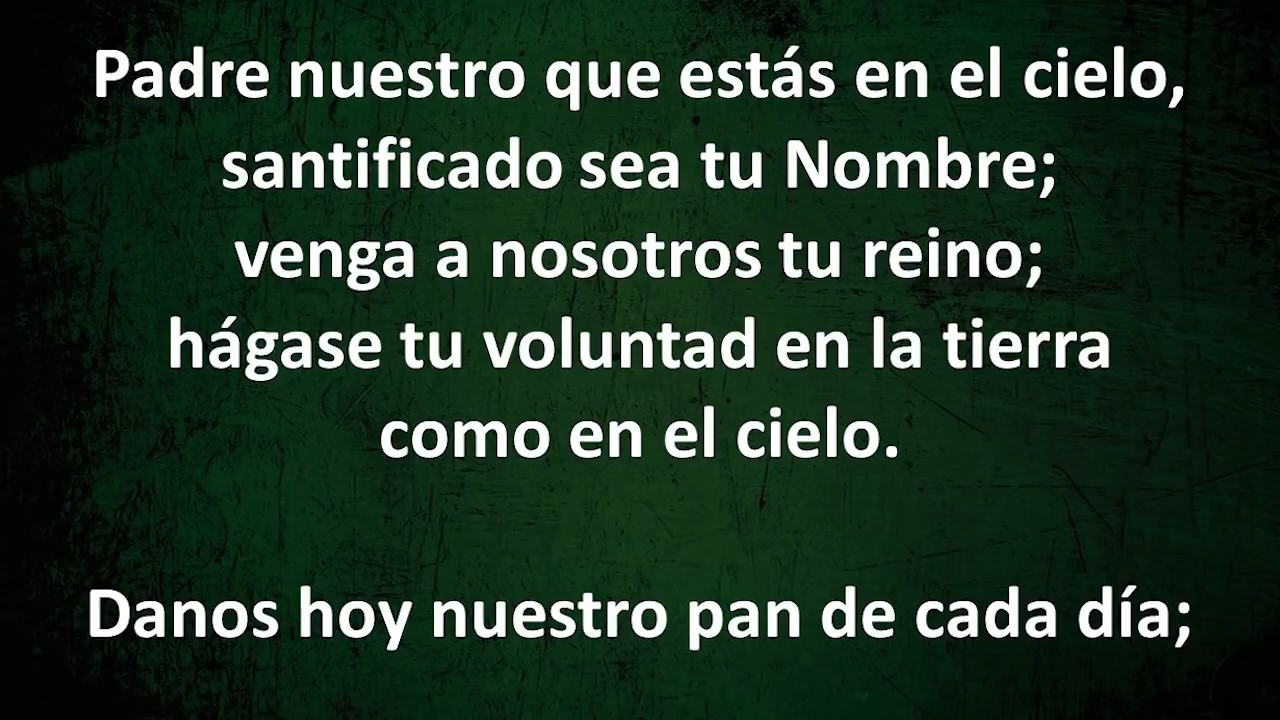 Padre nuestro que estás en el cielo,
santificado sea tu Nombre;
venga a nosotros tu reino;
hágase tu voluntad en la tierra
como en el cielo.
Danos hoy nuestro pan de cada día;